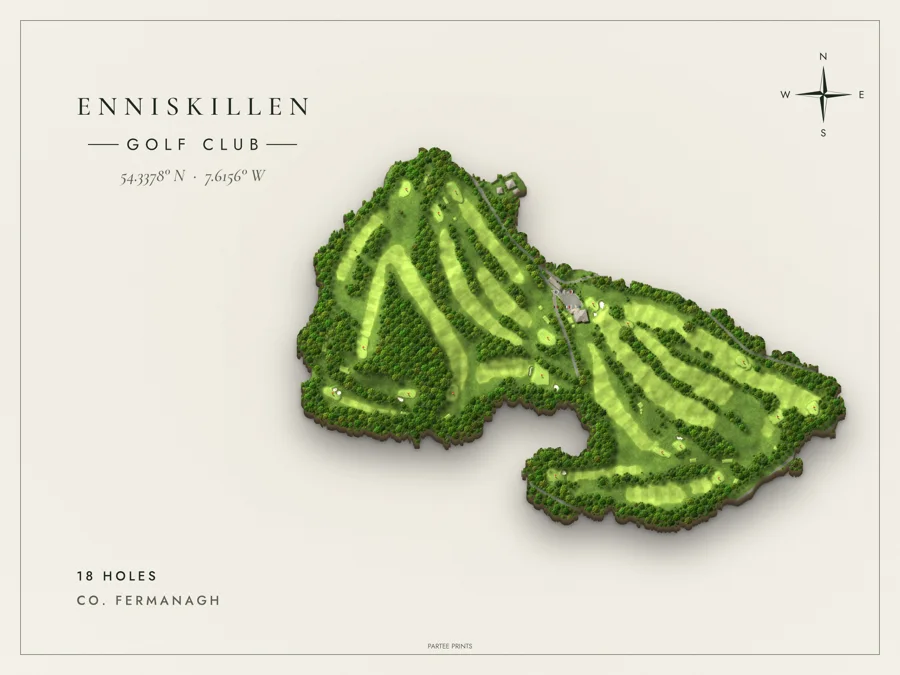 ENNISKILLEN
GOLF CLUB
54.3378° N · 7.6156° W
N
W E
S
18 HOLES
CO. FERMANAGH
PARTEE PRINTS